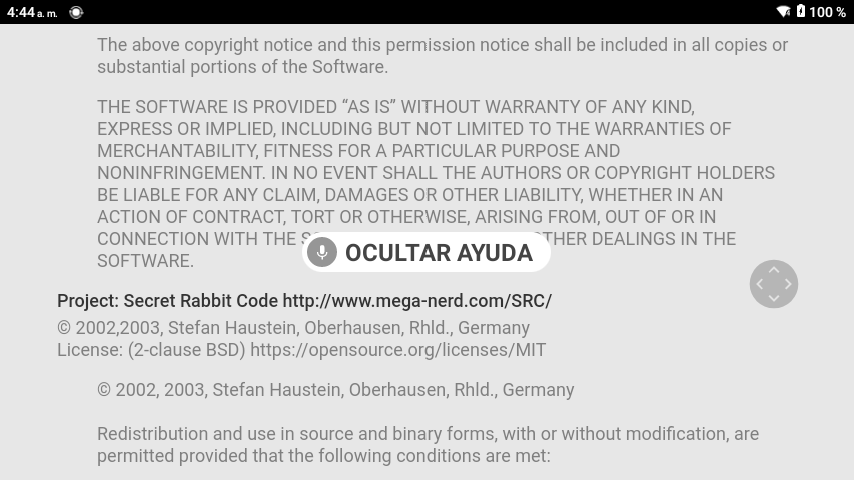 4:44 a. m.
100 %
The above copyright notice and this permission notice shall be included in all copies or
substantial portions of the Software.
THE SOFTWARE IS PROVIDED “AS IS” WITHOUT WARRANTY OF ANY KIND,
EXPRESS OR IMPLIED, INCLUDING BUT NOT LIMITED TO THE WARRANTIES OF
MERCHANTABILITY, FITNESS FOR A PARTICULAR PURPOSE AND
NONINFRINGEMENT. IN NO EVENT SHALL THE AUTHORS OR COPYRIGHT HOLDERS
BE LIABLE FOR ANY CLAIM, DAMAGES OR OTHER LIABILITY, WHETHER IN AN
ACTION OF CONTRACT, TORT OR OTHERWISE, ARISING FROM, OUT OF OR IN
CONNECTION WITH THE THER DEALINGS IN THE
OCULTAR AYUDA
SOFTWARE.
Project: Secret Rabbit Code http://www.mega-nerd.com/SRC/
© 2002,2003, Stefan Haustein, Oberhausen, Rhld., Germany
License: (2-clause BSD) https://opensource.org/licenses/MIT
© 2002, 2003, Stefan Haustein, Oberhausen, Rhld., Germany
Redistribution and use in source and binary forms, with or without modification, are
permitted provided that the following conditions are met: